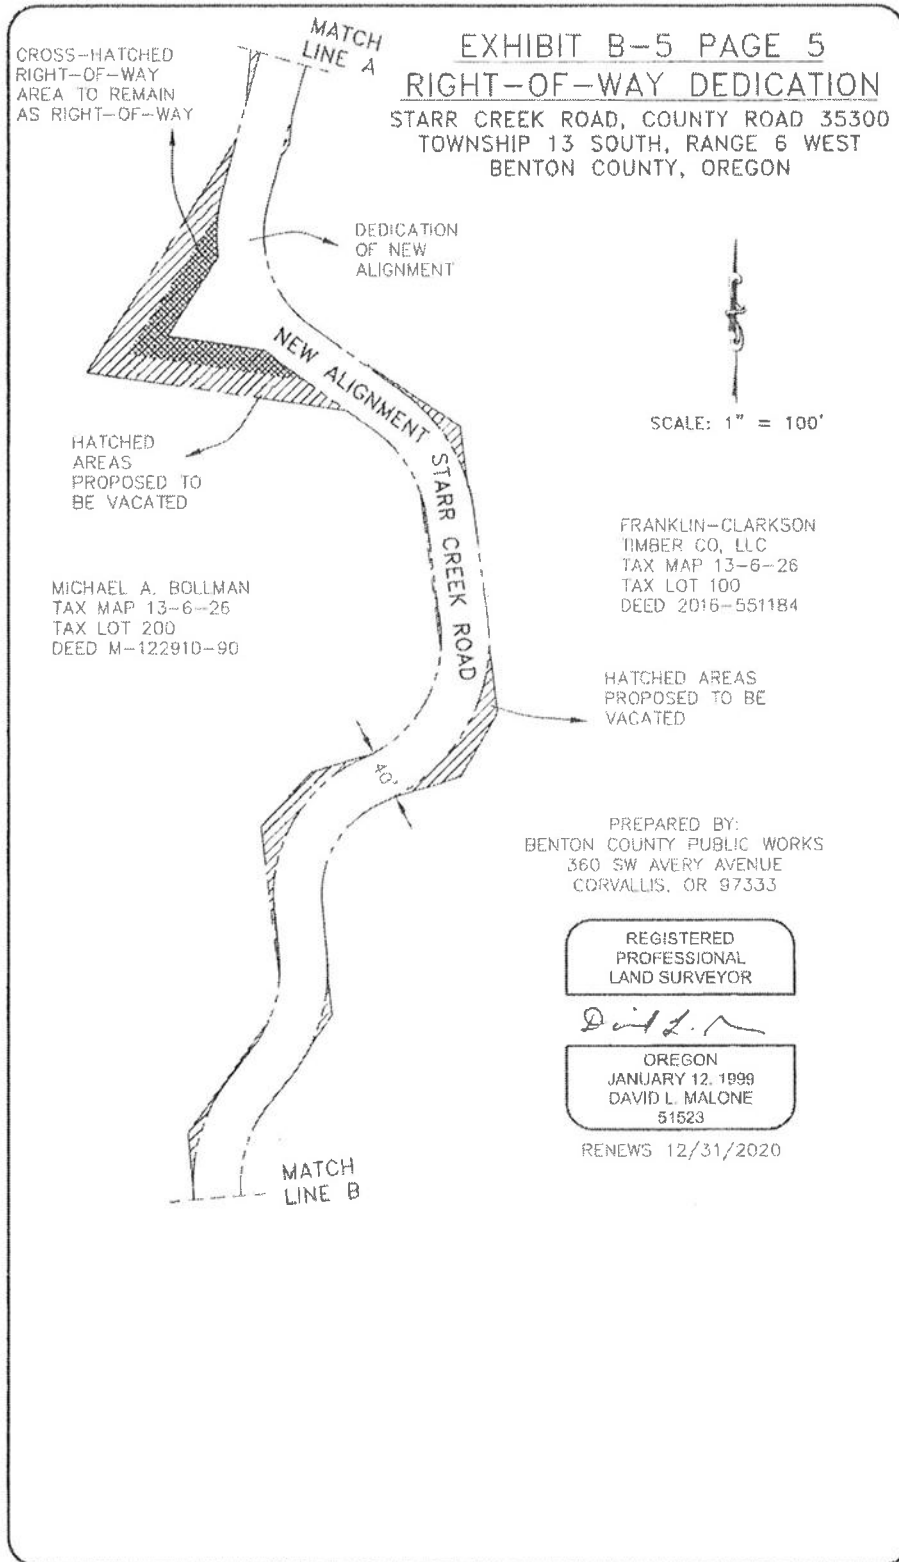 EXHIBIT B-5 PAGE 5
RIGHT-OF-WAY DEDICATION
STARR CREEK ROAD, COUNTY ROAD 35300
TOWNSHIP 13 SOUTH, RANGE 6 WEST
BENTON COUNTY, OREGON
MATCH
LINE A
CROSS-HATCHED
RIGHT-OF-WAY
AREA TO REMAIN
AS RIGHT-OF-WAY
DEDICATION
OF NEW
ALIGNMENT
SCALE: 1" = 100'
NEW ALIGNMENT STARR CREEK ROAD
HATCHED
AREAS
PROPOSED TO
BE VACATED
FRANKLIN-CLARKSON
TIMBER CO, LLC
TAX MAP 13-6-26
TAX LOT 100
DEED 2016-551184
MICHAEL A. BOLLMAN
TAX MAP 13-6-26
TAX LOT 200
DEED M-122910-90
HATCHED AREAS
PROPOSED TO BE
VACATED
40'
PREPARED BY:
BENTON COUNTY PUBLIC WORKS
360 SW AVERY AVENUE
CORVALLIS, OR 97333
REGISTERED
PROFESSIONAL
LAND SURVEYOR
OREGON
JANUARY 12, 1999
DAVID L. MALONE
51523
RENEWS 12/31/2020
MATCH
LINE B